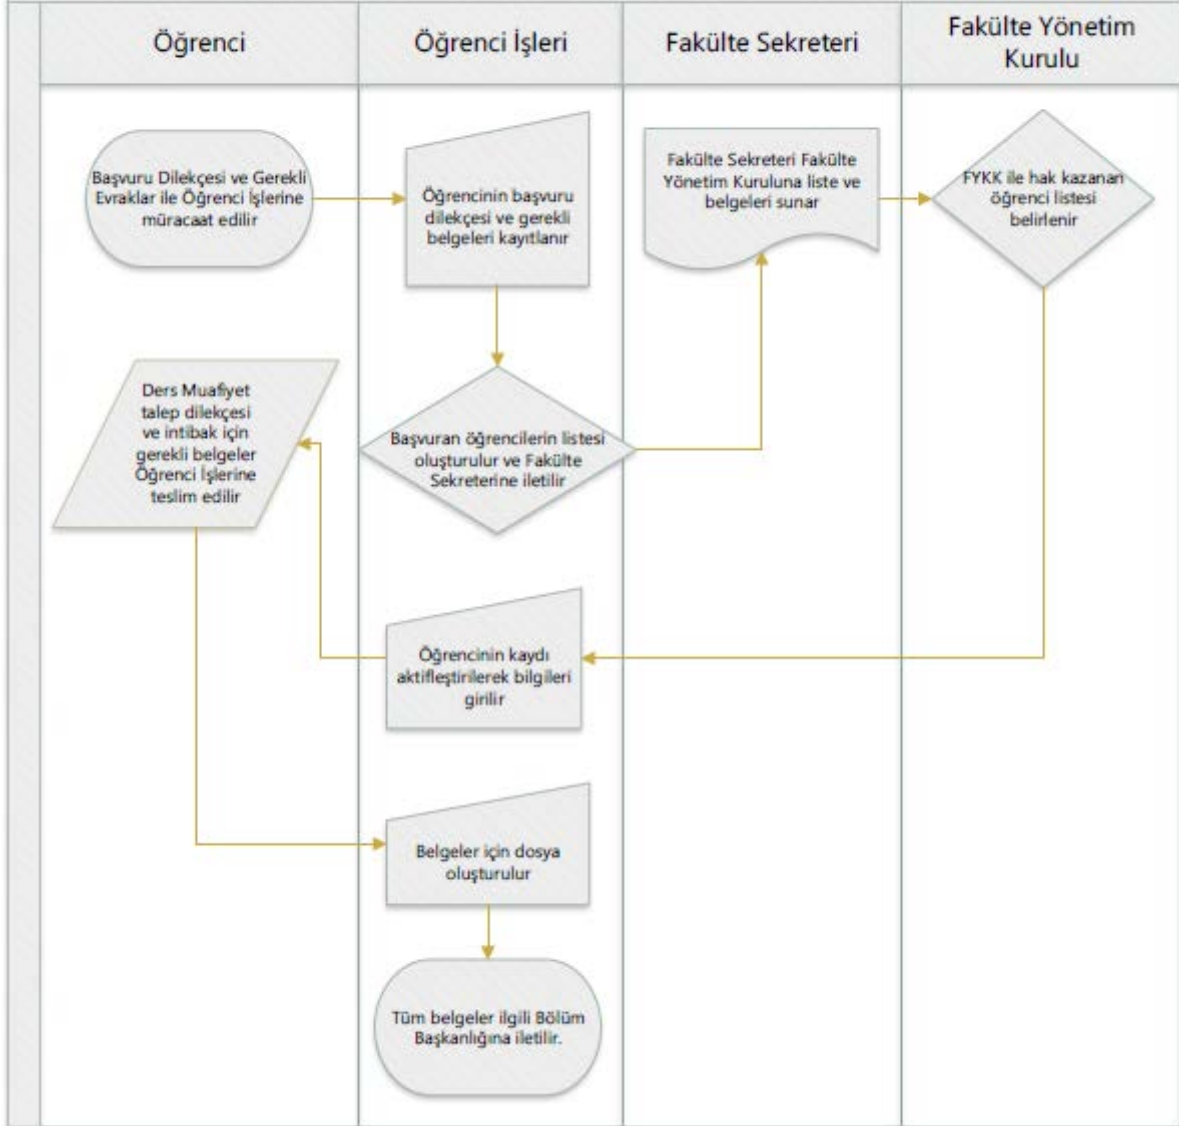 Öğrenci
Öğrenci İşleri
Fakülte Sekreteri
Fakülte Yönetim
Kurulu
Başvuru Dilekçesi ve Gerekli
Evraklar ile Öğrenci İşlerine
müracaat edilir
Öğrencinin başvuru
dilekçesi ve gerekli
belgeleri kayıtlanır
Fakülte Sekreteri Fakülte
Yönetim Kuruluna liste ve
belgeleri sunar
FYKK ile hak kazanan
öğrenci listesi
belirlenir
Ders Muafiyet
talep dilekçesi
ve intibak için
gerekli belgeler
Öğrenci İşlerine
teslim edilir
Başvuran öğrencilerin listesi
oluşturulur ve Fakülte
Sekreterine iletilir
Öğrencinin kaydı
aktifleştirilerek bilgileri
girilir
Belgeler için dosya
oluşturulur
Tüm belgeler ilgili Bölüm
Başkanlığına iletilir.